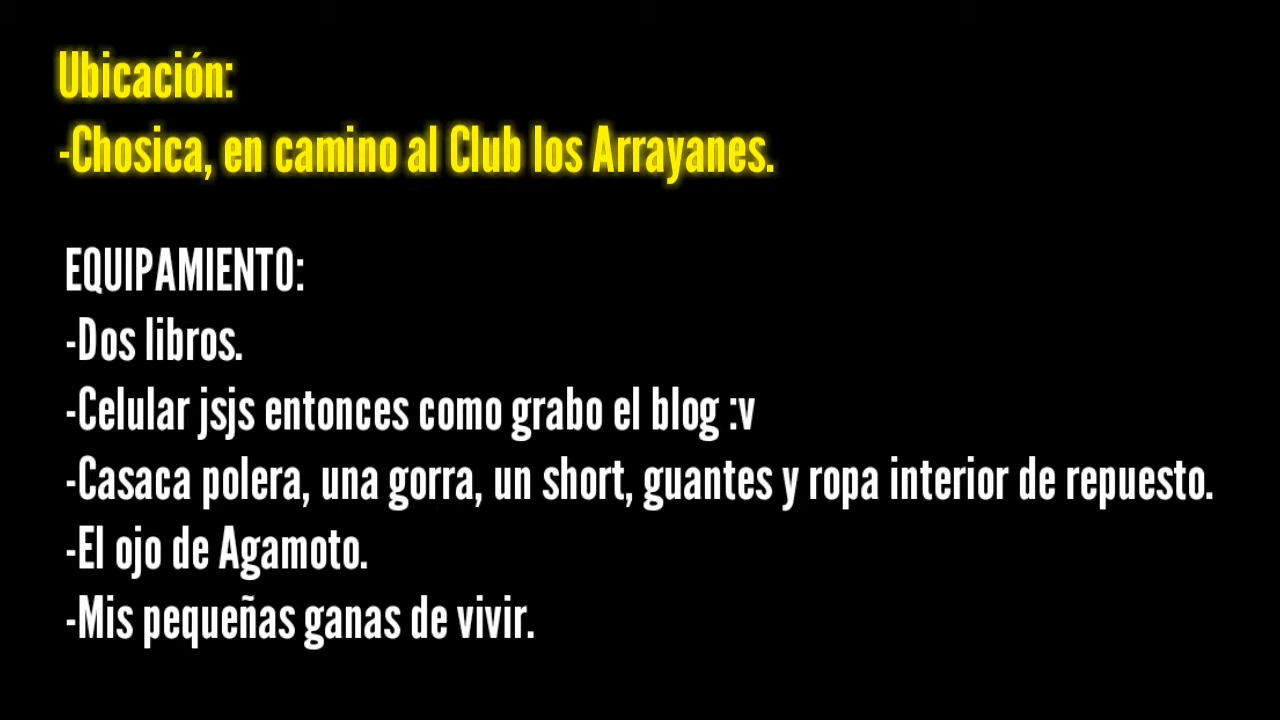 Ubicación:
-Chosica, en camino al Club los Arrayanes.
EQUIPAMIENTO:
-Dos libros.
-Celular jsjs entonces como grabo el blog :v
-Casaca polera, una gorra, un short, guantes y ropa interior de repuesto.
-El ojo de Agamoto.
-Mis pequeñas ganas de vivir.